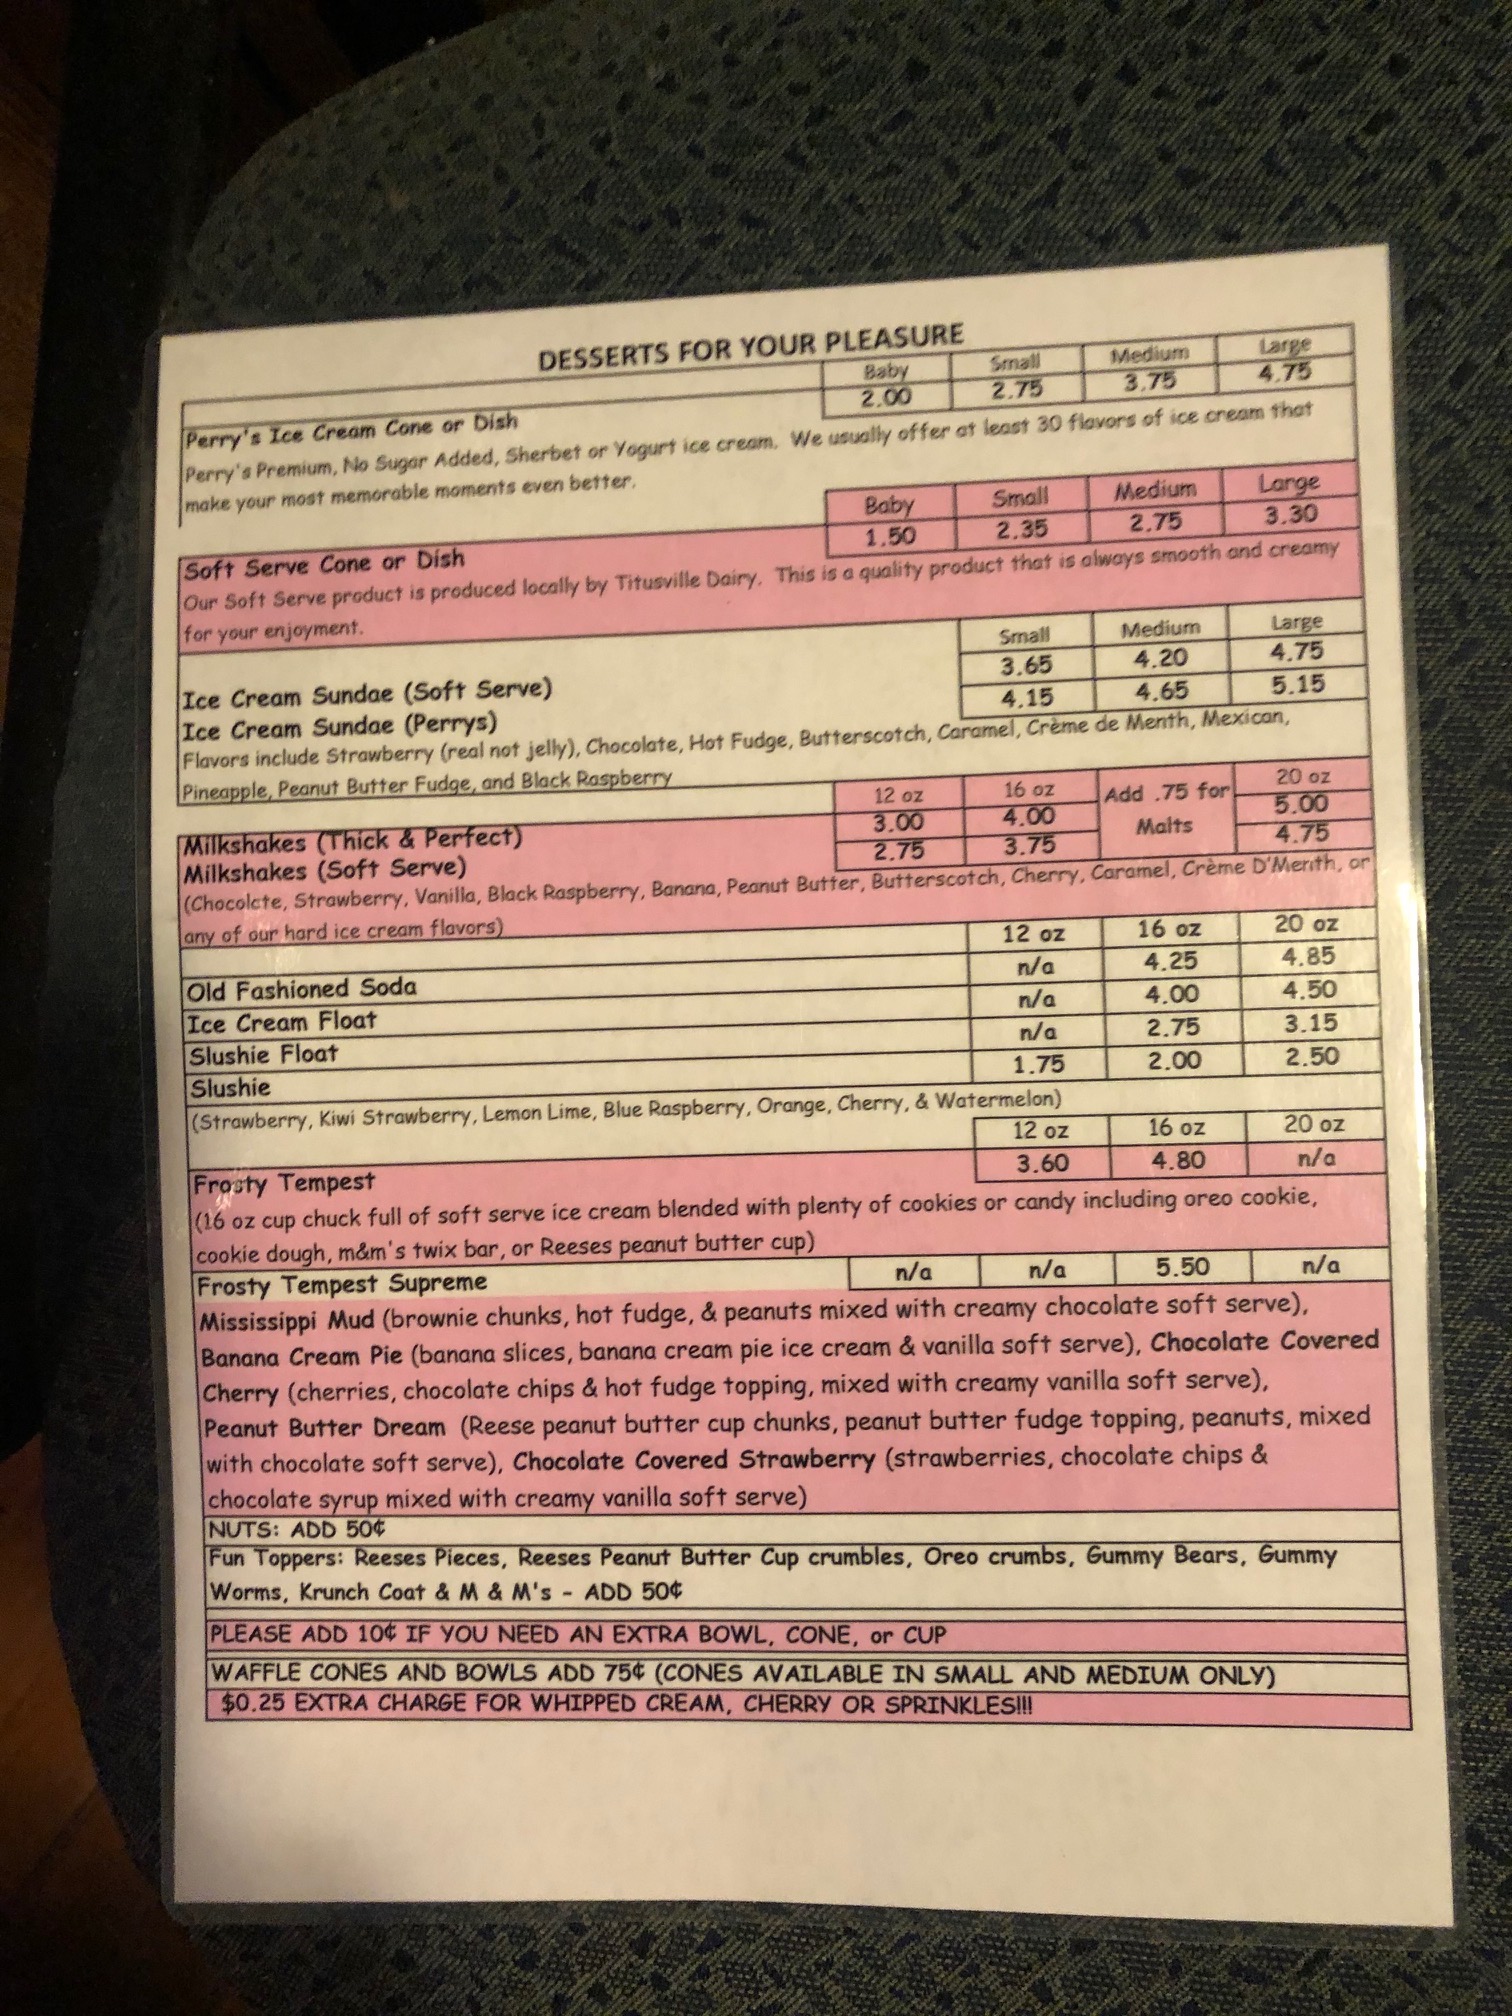 DESSERTS FOR YOUR PLEASURE
Baby Small Medium Large
Perry's Ice Cream Cone or Dish 2.00 2.75 3.75 4.75
Perry's Premium, No Sugar Added, Sherbet or Yogurt ice cream. We usually offer at least 30 flavors of ice cream that
make your most memorable moments even better.
Baby Small Medium Large
Soft Serve Cone or Dish 1.50 2.35 2.75 3.30
Our Soft Serve product is produced locally by Titusville Dairy. This is a quality product that is always smooth and creamy
for your enjoyment.
Small Medium Large
Ice Cream Sundae (Soft Serve) 3.65 4.20 4.75
Ice Cream Sundae (Perrys) 4.15 4.65 5.15
Flavors include Strawberry (real not jelly), Chocolate, Hot Fudge, Butterscotch, Caramel, Crème de Menth, Mexican,
Pineapple, Peanut Butter Fudge, and Black Raspberry
12 oz 16 oz Add .75 for Malts 20 oz
Milkshakes (Thick & Perfect) 3.00 4.00 5.00
Milkshakes (Soft Serve) 2.75 3.75 4.75
(Chocolcte, Strawberry, Vanilla, Black Raspberry, Banana, Peanut Butter, Butterscotch, Cherry, Caramel, Crème D'Menth, or
any of our hard ice cream flavors)
12 oz 16 oz 20 oz
Old Fashioned Soda n/a 4.25 4.85
Ice Cream Float n/a 4.00 4.50
Slushie Float n/a 2.75 3.15
Slushie 1.75 2.00 2.50
(Strawberry, Kiwi Strawberry, Lemon Lime, Blue Raspberry, Orange, Cherry, & Watermelon)
12 oz 16 oz 20 oz
Frosty Tempest 3.60 4.80 n/a
(16 oz cup chuck full of soft serve ice cream blended with plenty of cookies or candy including oreo cookie,
cookie dough, m&m's twix bar, or Reeses peanut butter cup)
Frosty Tempest Supreme n/a n/a 5.50 n/a
Mississippi Mud (brownie chunks, hot fudge, & peanuts mixed with creamy chocolate soft serve),
Banana Cream Pie (banana slices, banana cream pie ice cream & vanilla soft serve), Chocolate Covered
Cherry (cherries, chocolate chips & hot fudge topping, mixed with creamy vanilla soft serve),
Peanut Butter Dream (Reese peanut butter cup chunks, peanut butter fudge topping, peanuts, mixed
with chocolate soft serve), Chocolate Covered Strawberry (strawberries, chocolate chips &
chocolate syrup mixed with creamy vanilla soft serve)
NUTS: ADD 50¢
Fun Toppers: Reeses Pieces, Reeses Peanut Butter Cup crumbles, Oreo crumbs, Gummy Bears, Gummy
Worms, Krunch Coat & M & M's - ADD 50¢
PLEASE ADD 10¢ IF YOU NEED AN EXTRA BOWL, CONE, or CUP
WAFFLE CONES AND BOWLS ADD 75¢ (CONES AVAILABLE IN SMALL AND MEDIUM ONLY)
$0.25 EXTRA CHARGE FOR WHIPPED CREAM, CHERRY OR SPRINKLES!!!